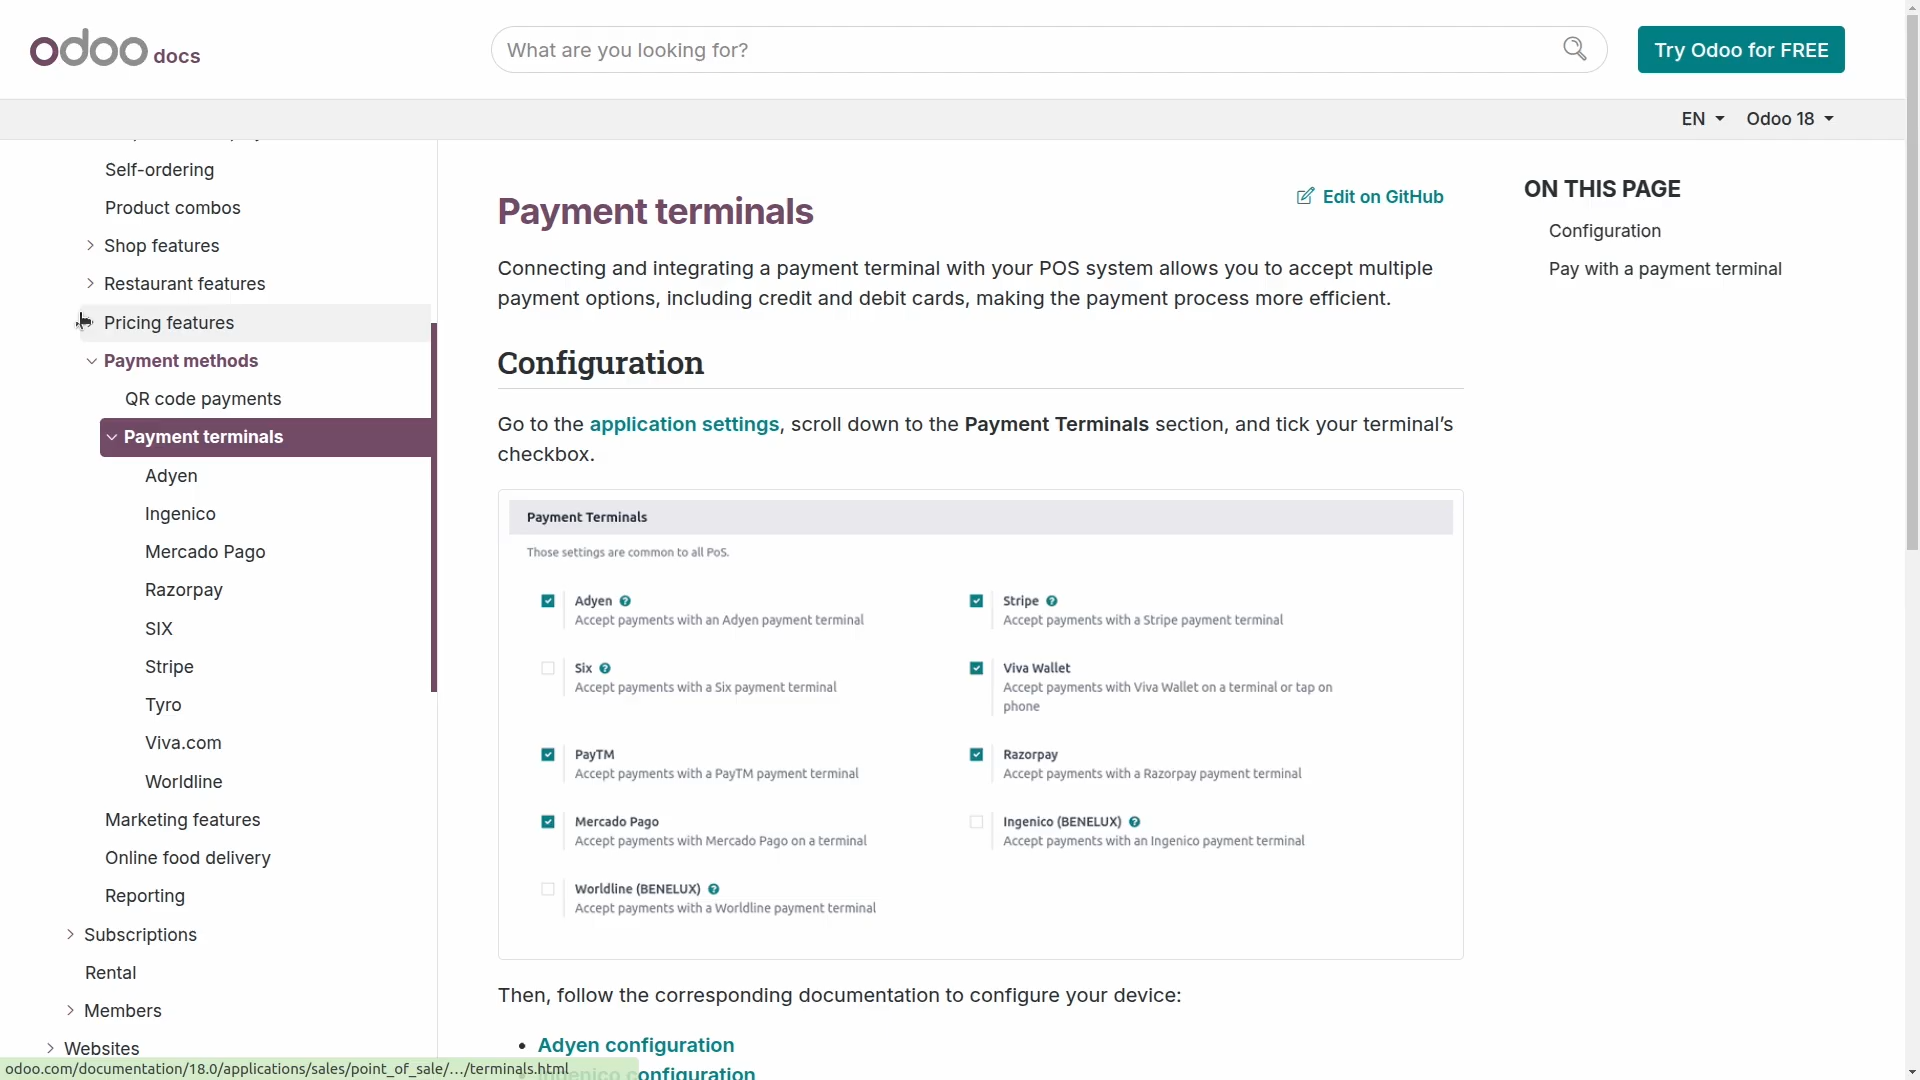 odoo docs
What are you looking for?
Try Odoo for FREE
EN
Odoo 18
Self-ordering
Product combos
Shop features
Restaurant features
Pricing features
Payment methods
QR code payments
Payment terminals
Adyen
Ingenico
Mercado Pago
Razorpay
SIX
Stripe
Tyro
Viva.com
Worldline
Marketing features
Online food delivery
Reporting
Subscriptions
Rental
Members
Websites
odoo.com/documentation/18.0/applications/sales/point_of_sale/.../terminals.html
Payment terminals
Edit on GitHub
Connecting and integrating a payment terminal with your POS system allows you to accept multiple
payment options, including credit and debit cards, making the payment process more efficient.
Configuration
Go to the application settings, scroll down to the Payment Terminals section, and tick your terminal's
checkbox.
Payment Terminals
Those settings are common to all PoS.
Adyen
Accept payments with an Adyen payment terminal
Stripe
Accept payments with a Stripe payment terminal
Six
Accept payments with a Six payment terminal
Viva Wallet
Accept payments with Viva Wallet on a terminal or tap on
phone
PayTM
Accept payments with a PayTM payment terminal
Razorpay
Accept payments with a Razorpay payment terminal
Mercado Pago
Accept payments with Mercado Pago on a terminal
Ingenico (BENELUX)
Accept payments with an Ingenico payment terminal
Worldline (BENELUX)
Accept payments with a Worldline payment terminal
Then, follow the corresponding documentation to configure your device:
• Adyen configuration
• Ingenico configuration
ON THIS PAGE
Configuration
Pay with a payment terminal